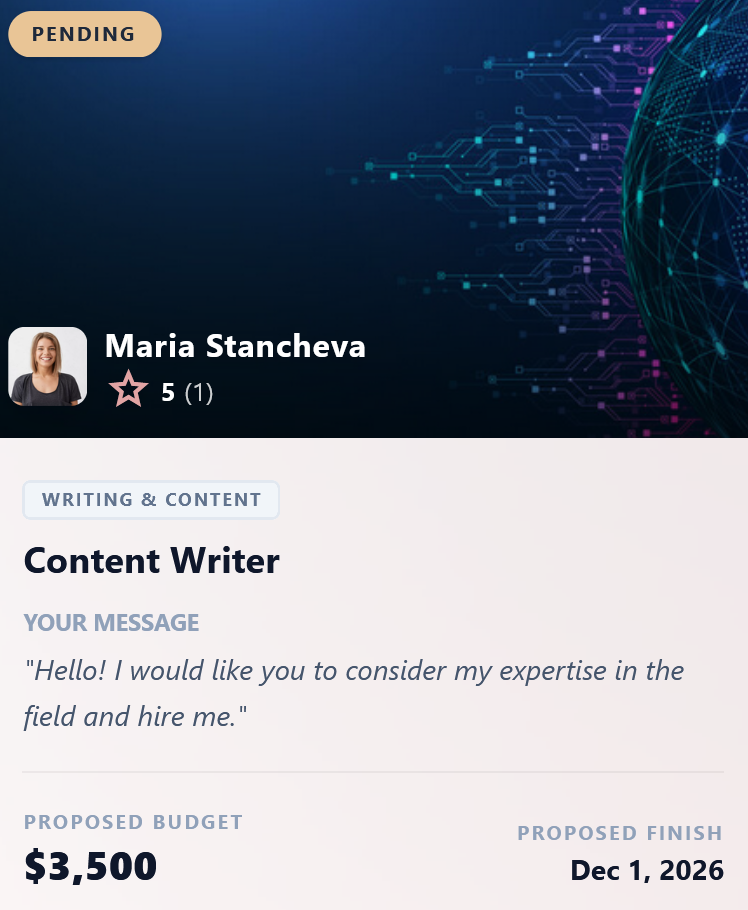 PENDING
Maria Stancheva
5 (1)
WRITING & CONTENT
Content Writer
YOUR MESSAGE
"Hello! I would like you to consider my expertise in the
field and hire me."
PROPOSED BUDGET
$3,500
PROPOSED FINISH
Dec 1, 2026